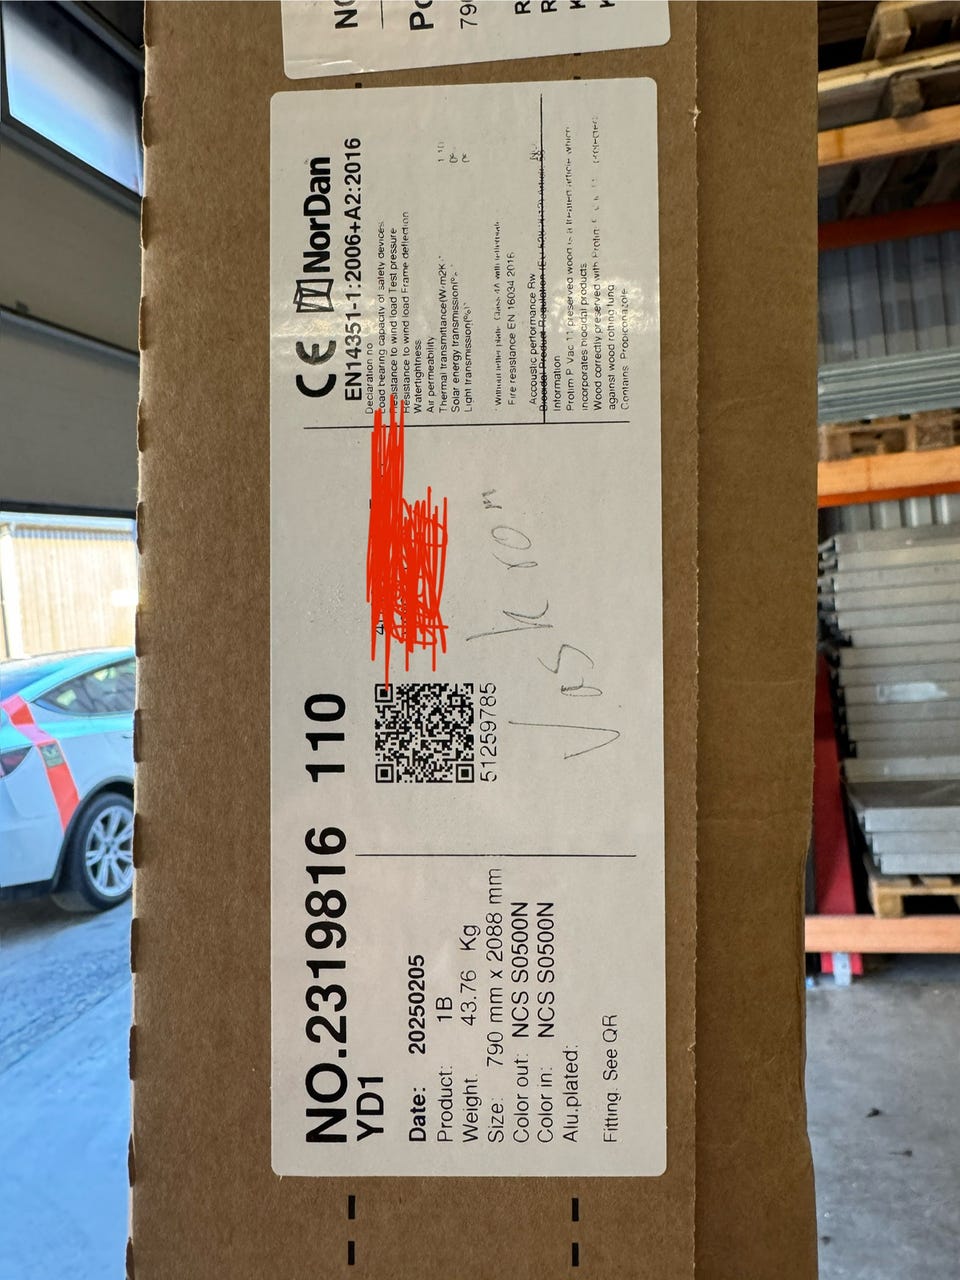 NO.2319816 110
YD1
Date: 20250205
Product: 1B
Weight. 43.76 Kg
Size: 790 mm x 2088 mm
Color out: NCS S0500N
Color in: NCS S0500N
Alu.plated:
Fitting: See QR
51259785
CE NorDan
EN14351-1:2006+A2:2016
Declaration no
Load bearing capacity of safety devices
Resistance to wind load Test pressure
Resistance to wind load Frame deflection
Watertightness
Air permeability
Thermal transmittance(W/m2K
Solar energy transmission(%
Light transmission(%)
Fire resistance EN 16034 2016
Accoustic performance Rw
Information
Protim P Vac 11 preserved wood is a treated article which
incorporates biocidal products
Wood correctly preserved with
against wood rotting fungi
Contains Propiconazole
790